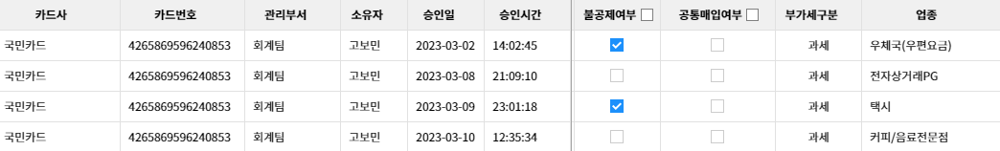 카드사 카드번호 관리부서 소유자 승인일 승인시간 불공제여부 공통매입여부 부가세구분 업종
국민카드 4265869596240853 회계팀 고보민 2023-03-02 14:02:45 과세 우체국(우편요금)
국민카드 4265869596240853 회계팀 고보민 2023-03-08 21:09:10 과세 전자상거래PG
국민카드 4265869596240853 회계팀 고보민 2023-03-09 23:01:18 과세 택시
국민카드 4265869596240853 회계팀 고보민 2023-03-10 12:35:34 과세 커피/음료전문점